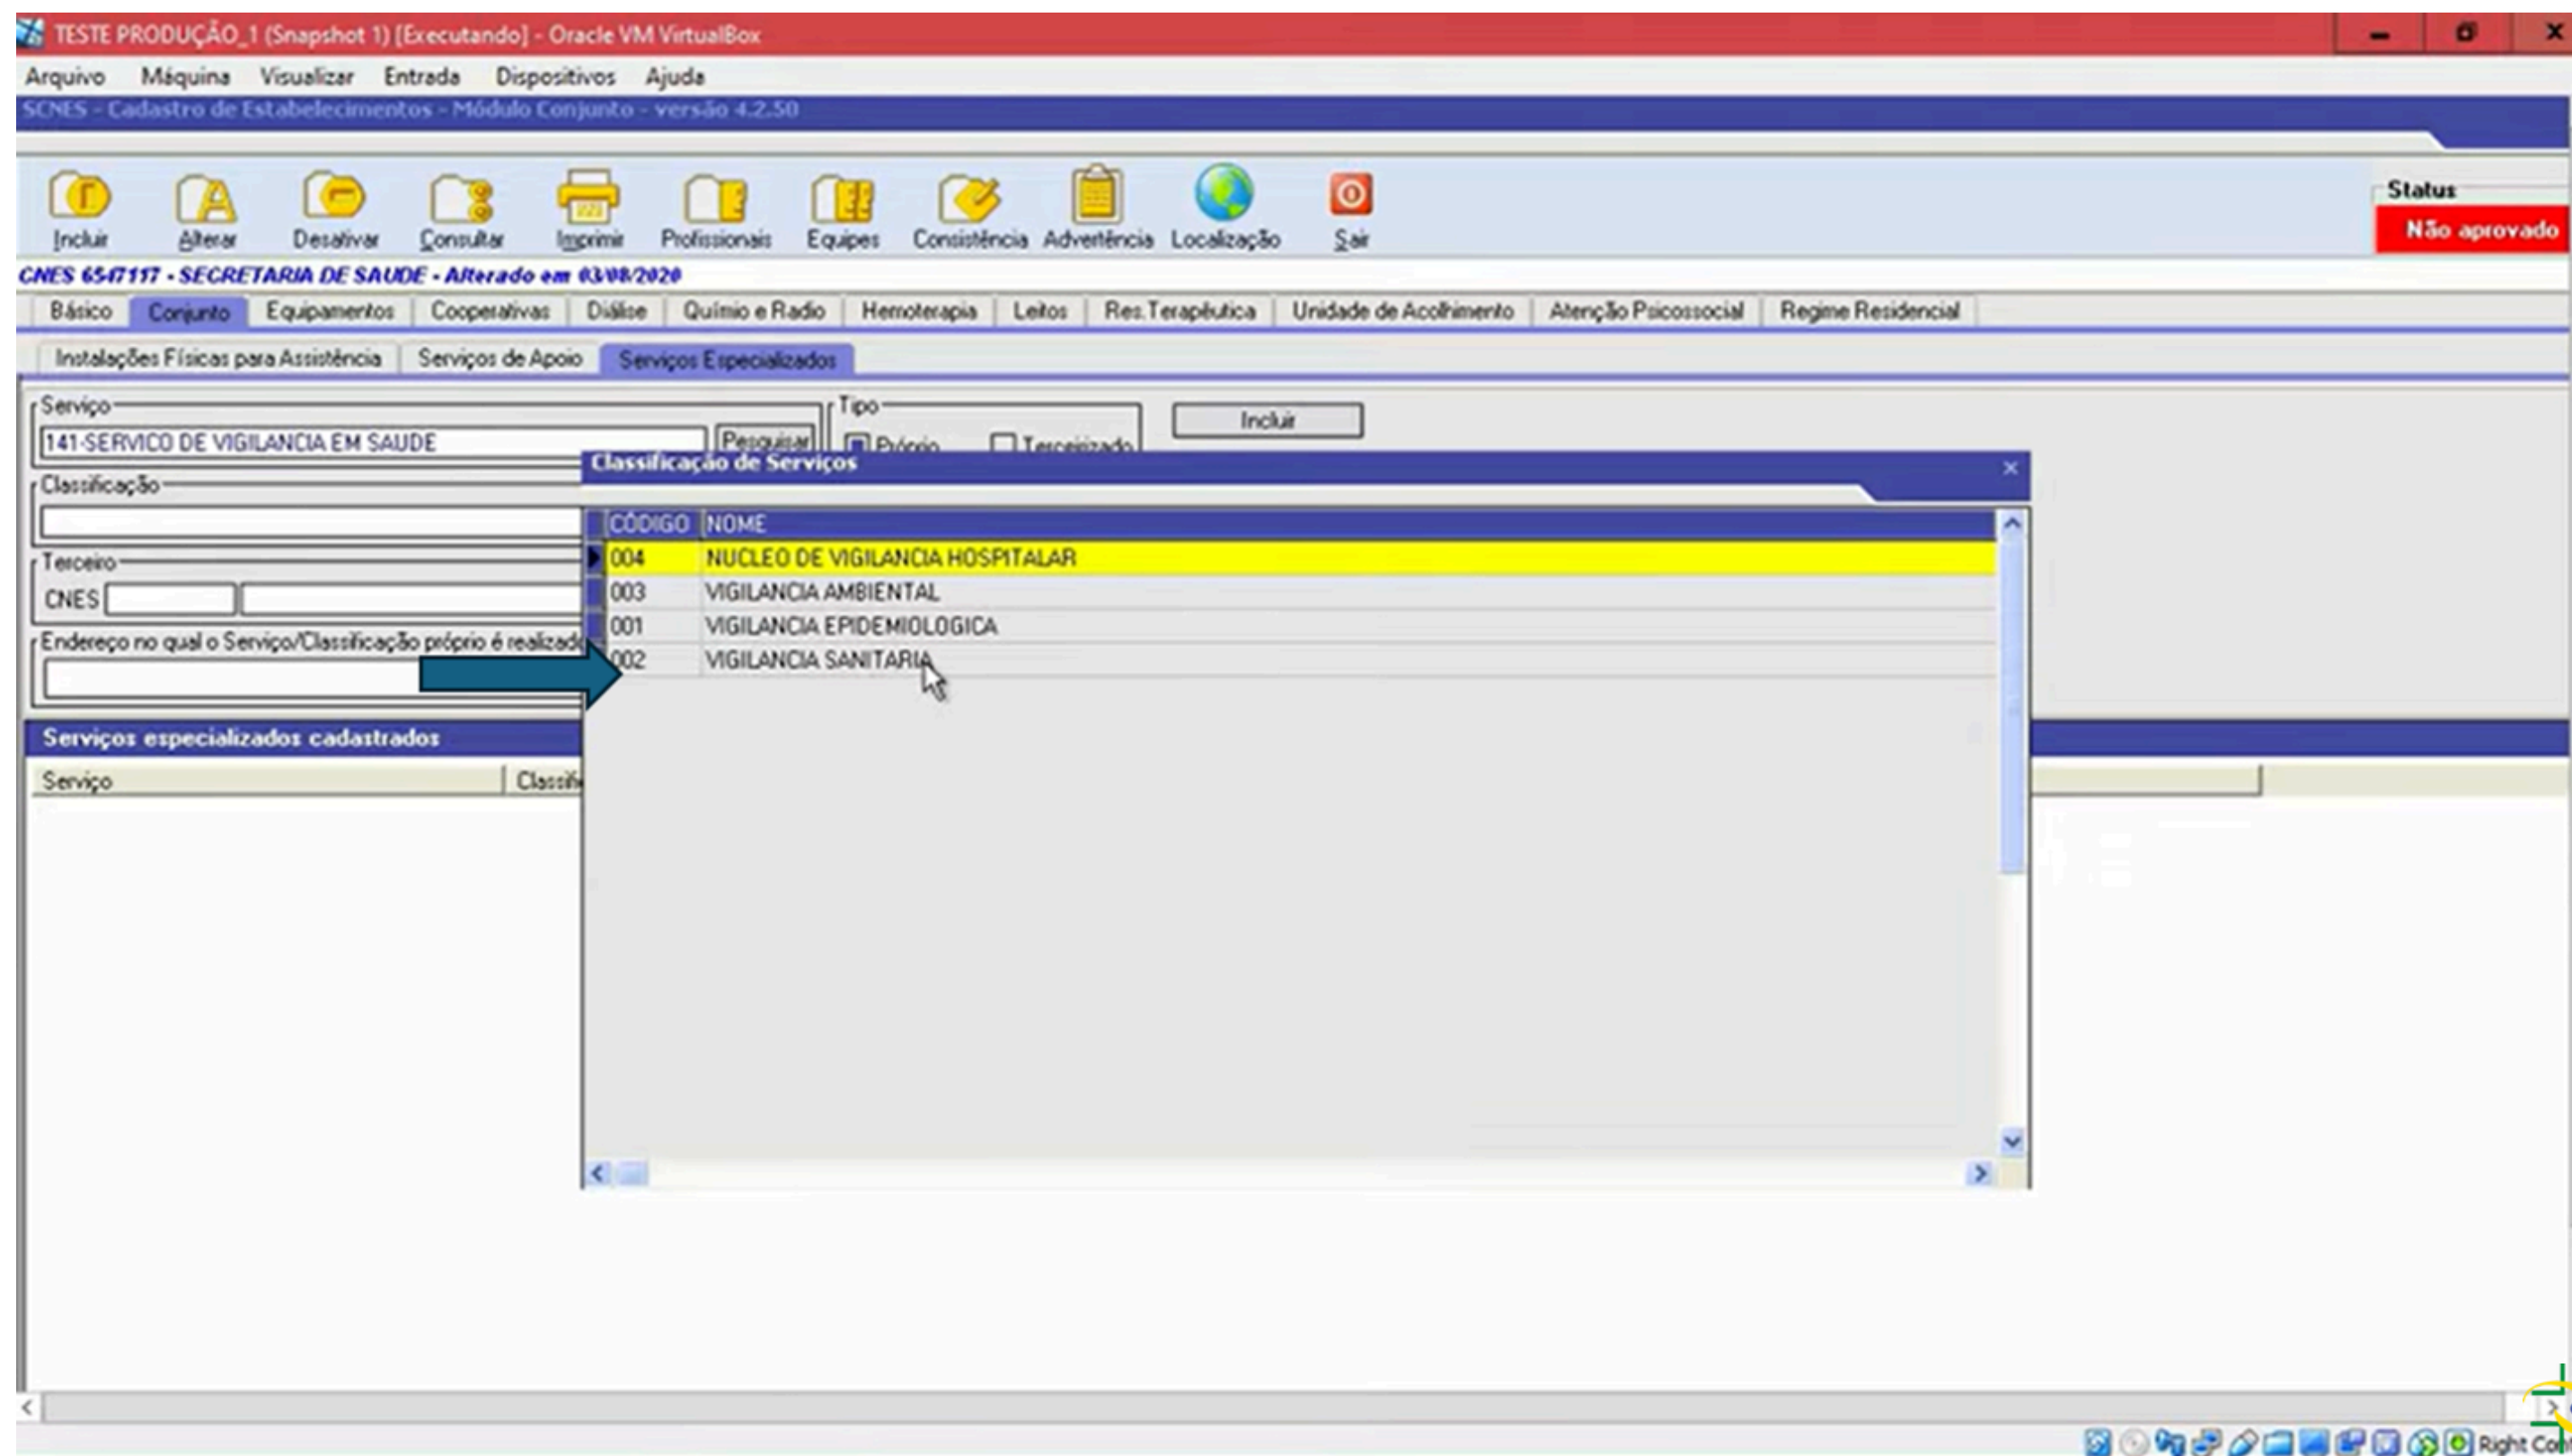 TESTE PRODUÇÃO_1 (Snapshot 1) [Executando] - Oracle VM VirtualBox
Arquivo Máquina Visualizar Entrada Dispositivos Ajuda
SCNES - Cadastro de Estabelecimentos - Módulo Conjunto - versão 4.2.50
Incluir Alterar Desativar Consultar Imprimir Profissionais Equipes Consistência Advertência Localização Sair
Status
Não aprovado
CNES 6547117 - SECRETARIA DE SAUDE - Alterado em 03/08/2020
Básico Conjunto Equipamentos Cooperativas Diálise Químio e Radio Hemoterapia Leitos Res.Terapêutica Unidade de Acolhimento Atenção Psicossocial Regime Residencial
Instalações Físicas para Assistência Serviços de Apoio Serviços Especializados
Serviço
141-SERVICO DE VIGILANCIA EM SAUDE Pesquisar
Tipo
Próprio Terceirizado
Incluir
Classificação
Terceiro
CNES
Endereço no qual o Serviço/Classificação próprio é realizado
Classificação de Serviços
CÓDIGO NOME
004 NUCLEO DE VIGILANCIA HOSPITALAR
003 VIGILANCIA AMBIENTAL
001 VIGILANCIA EPIDEMIOLOGICA
002 VIGILANCIA SANITARIA
Serviços especializados cadastrados
Serviço Classifi
Right Con